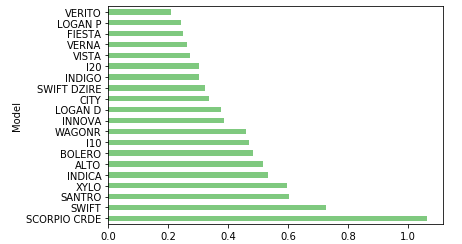 VERITO
LOGAN P
FIESTA
VERNA
VISTA
I20
INDIGO
SWIFT DZIRE
CITY
LOGAN D
INNOVA
WAGONR
I10
BOLERO
ALTO
INDICA
XYLO
SANTRO
SWIFT
SCORPIO CRDE
Model
0.0 0.2 0.4 0.6 0.8 1.0